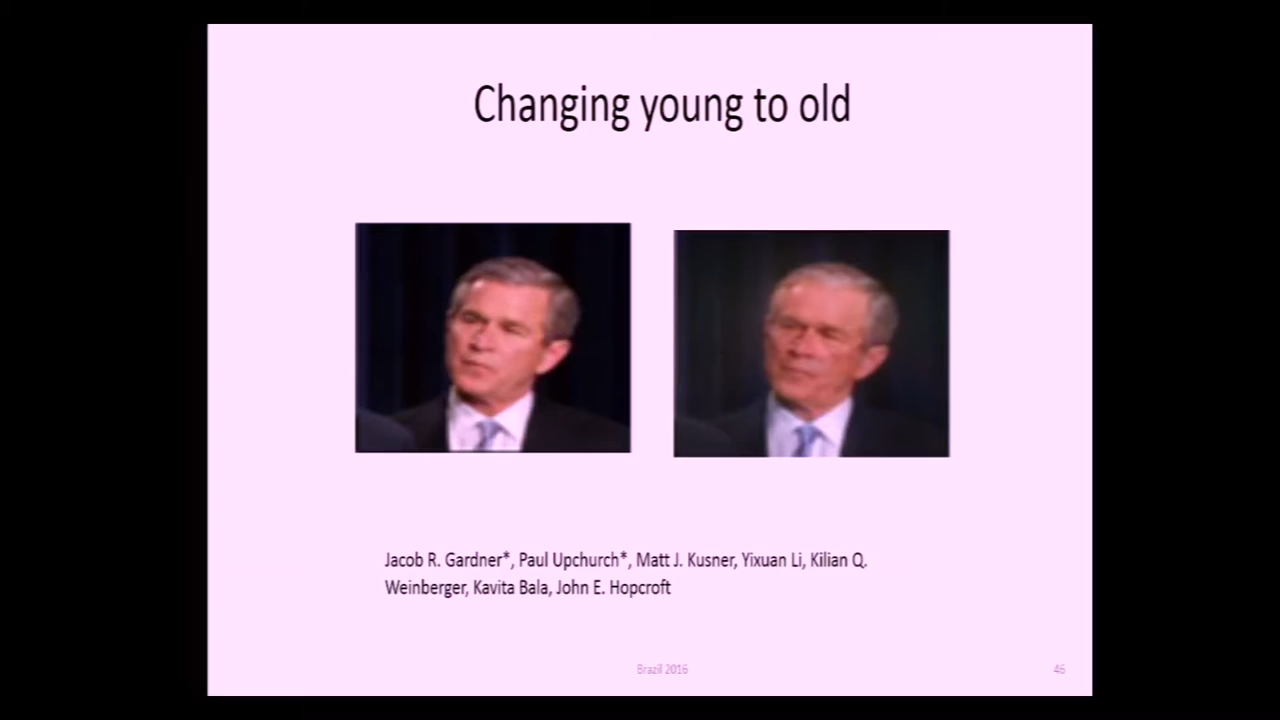 Changing young to old
Jacob R. Gardner*, Paul Upchurch*, Matt J. Kusner, Yixuan Li, Kilian Q.
Weinberger, Kavita Bala, John E. Hopcroft
Brazil 2016
46